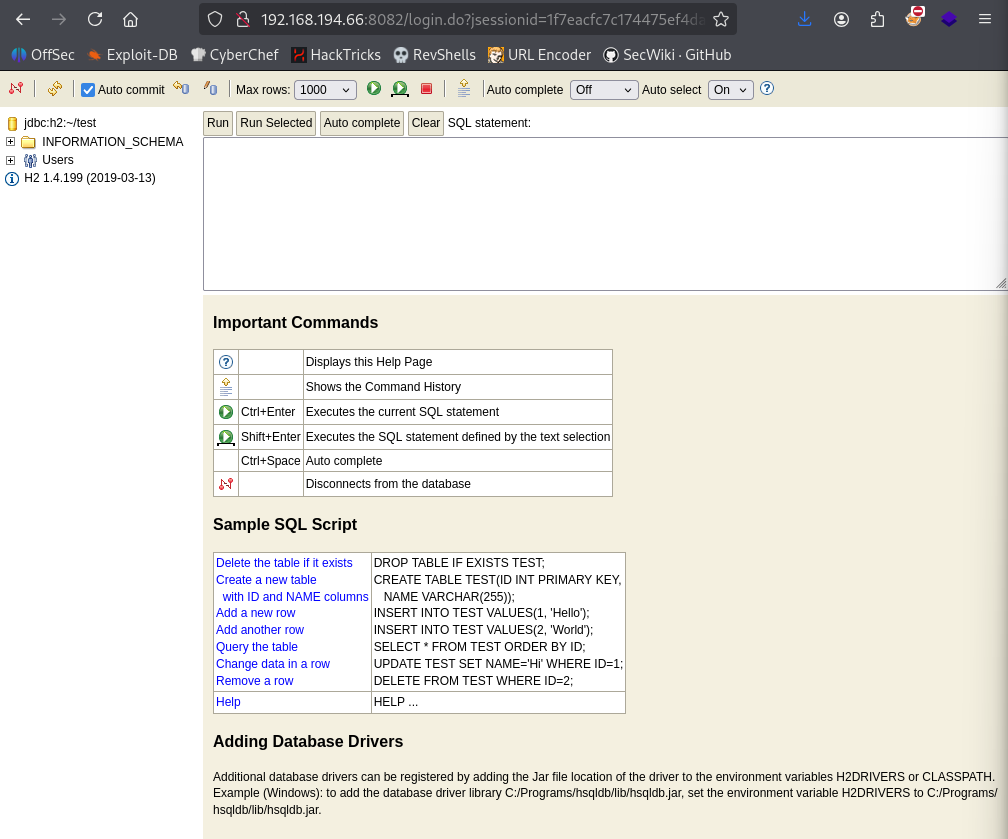 192.168.194.66:8082/login.do?jsessionid=1f7eacfc7c174475ef4da
OffSec Exploit-DB CyberChef HackTricks RevShells URL Encoder SecWiki · GitHub
Auto commit Max rows: 1000 Auto complete Off Auto select On
jdbc:h2:~/test
INFORMATION_SCHEMA
Users
H2 1.4.199 (2019-03-13)
Run Run Selected Auto complete Clear SQL statement:
Important Commands
Displays this Help Page
Shows the Command History
Ctrl+Enter Executes the current SQL statement
Shift+Enter Executes the SQL statement defined by the text selection
Ctrl+Space Auto complete
Disconnects from the database
Sample SQL Script
Delete the table if it exists DROP TABLE IF EXISTS TEST;
Create a new table CREATE TABLE TEST(ID INT PRIMARY KEY,
with ID and NAME columns NAME VARCHAR(255));
Add a new row INSERT INTO TEST VALUES(1, 'Hello');
Add another row INSERT INTO TEST VALUES(2, 'World');
Query the table SELECT * FROM TEST ORDER BY ID;
Change data in a row UPDATE TEST SET NAME='Hi' WHERE ID=1;
Remove a row DELETE FROM TEST WHERE ID=2;
Help HELP ...
Adding Database Drivers
Additional database drivers can be registered by adding the Jar file location of the driver to the environment variables H2DRIVERS or CLASSPATH.
Example (Windows): to add the database driver library C:/Programs/hsqldb/lib/hsqldb.jar, set the environment variable H2DRIVERS to C:/Programs/
hsqldb/lib/hsqldb.jar.